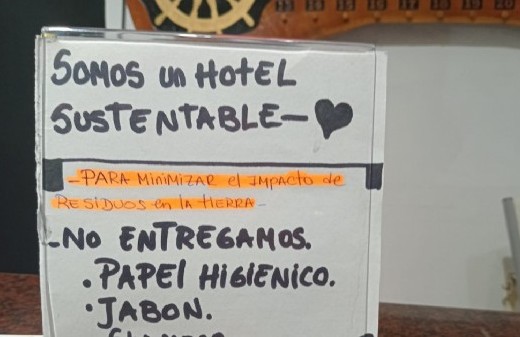 SOMOS un HOTEL
SUSTENTABLE-
-PARA MINIMIZAR el IMPACTO de
RESIDUOS en la TIERRA-
-NO ENTREGAMOS.
.PAPEl HIGIENICO.
.JABON.